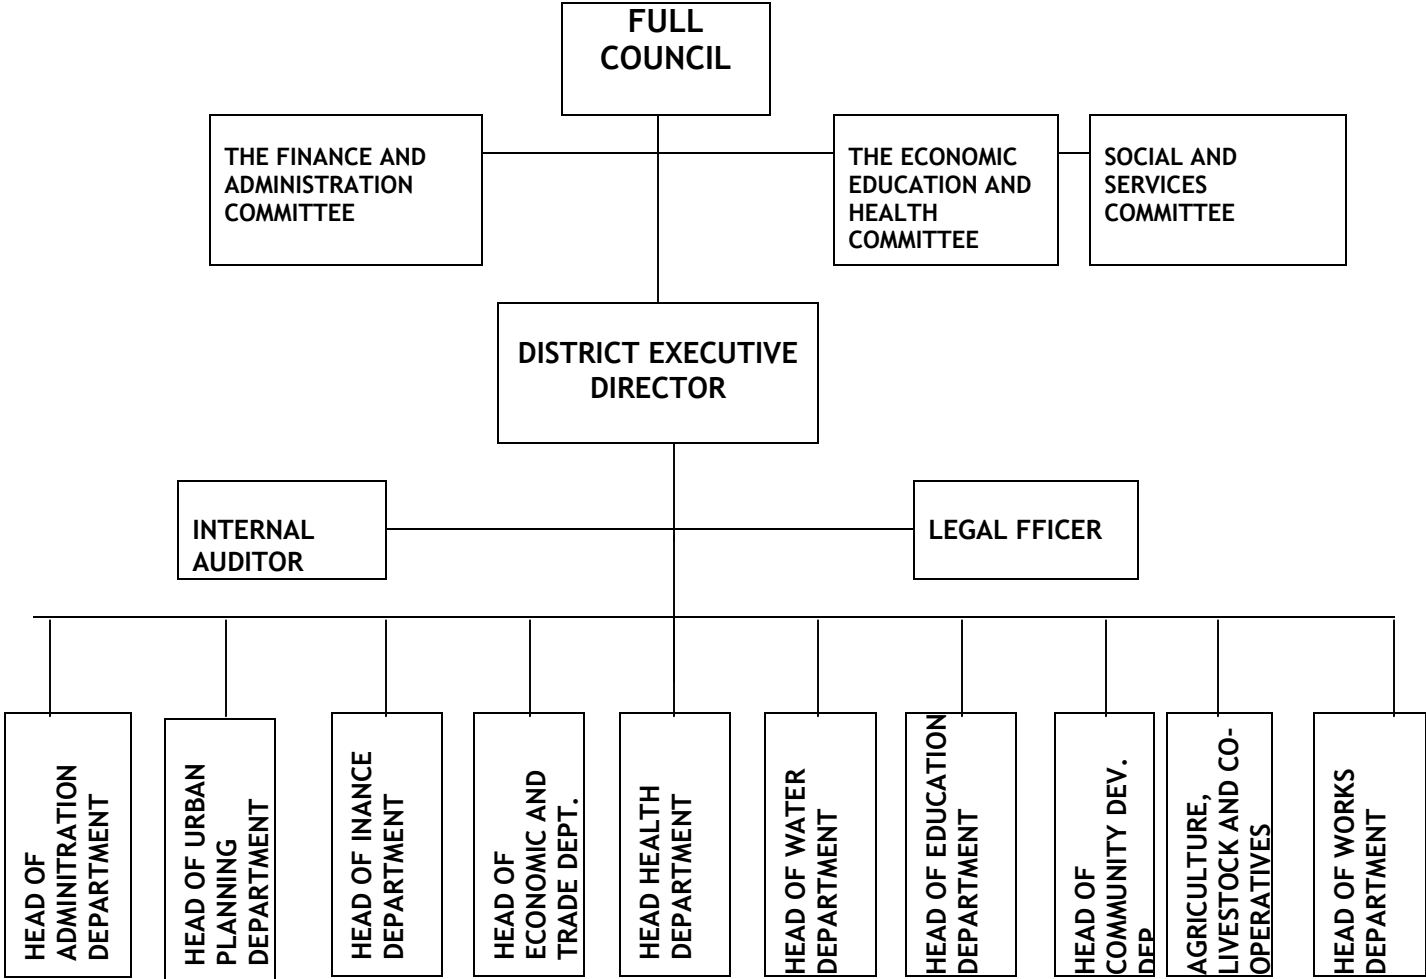 FULL
COUNCIL
THE FINANCE AND
ADMINISTRATION
COMMITTEE
THE ECONOMIC
EDUCATION AND
HEALTH
COMMITTEE
SOCIAL AND
SERVICES
COMMITTEE
DISTRICT EXECUTIVE
DIRECTOR
INTERNAL
AUDITOR
LEGAL FFICER
HEAD OF
ADMINITRATION
DEPARTMENT
HEAD OF URBAN
PLANNING
DEPARTMENT
HEAD OF INANCE
DEPARTMENT
HEAD OF
ECONOMIC AND
TRADE DEPT.
HEAD HEALTH
DEPARTMENT
HEAD OF WATER
DEPARTMENT
HEAD OF EDUCATION
DEPARTMENT
HEAD OF
COMMUNITY DEV.
DEP
AGRICULTURE,
LIVESTOCK AND CO-
OPERATIVES
HEAD OF WORKS
DEPARTMENT